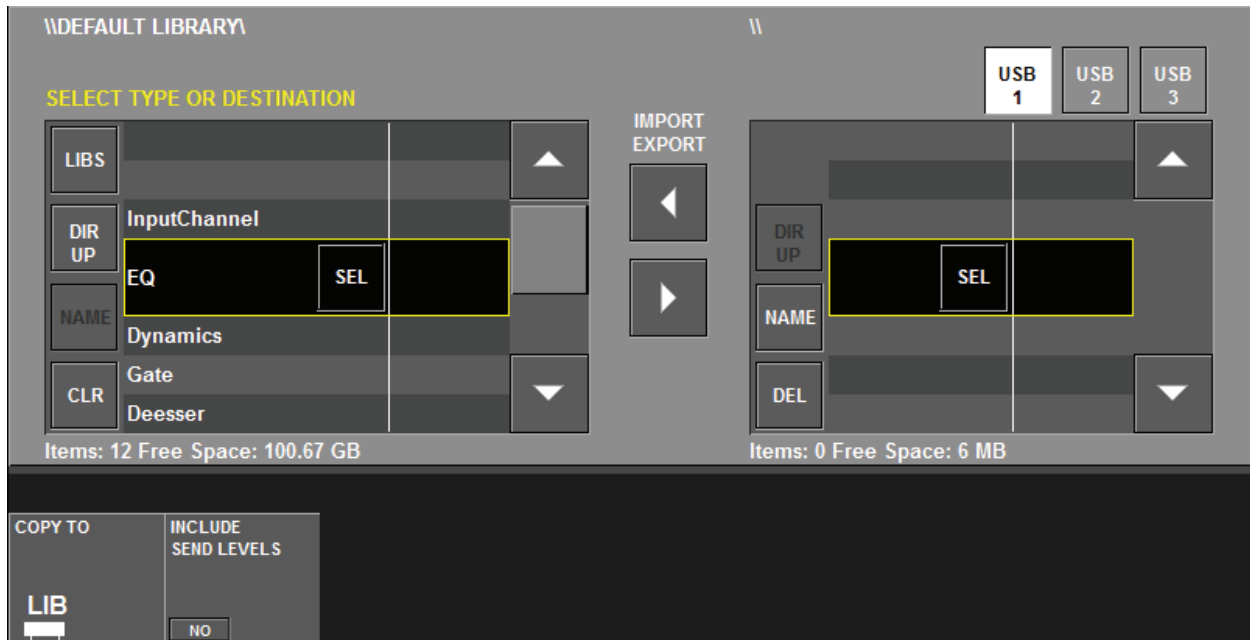 \\DEFAULT LIBRARY\
\\
USB 1
USB 2
USB 3
SELECT TYPE OR DESTINATION
IMPORT
EXPORT
LIBS
DIR
UP
NAME
CLR
InputChannel
EQ
SEL
Dynamics
Gate
Deesser
DIR
UP
NAME
DEL
SEL
Items: 12 Free Space: 100.67 GB
Items: 0 Free Space: 6 MB
COPY TO
LIB
INCLUDE
SEND LEVELS
NO